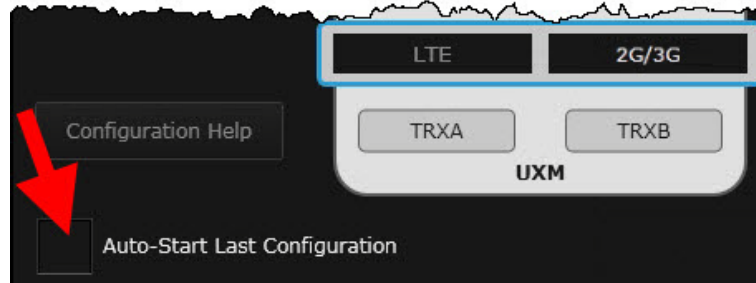 LTE 2G/3G
Configuration Help TRXA TRXB
UXM
Auto-Start Last Configuration